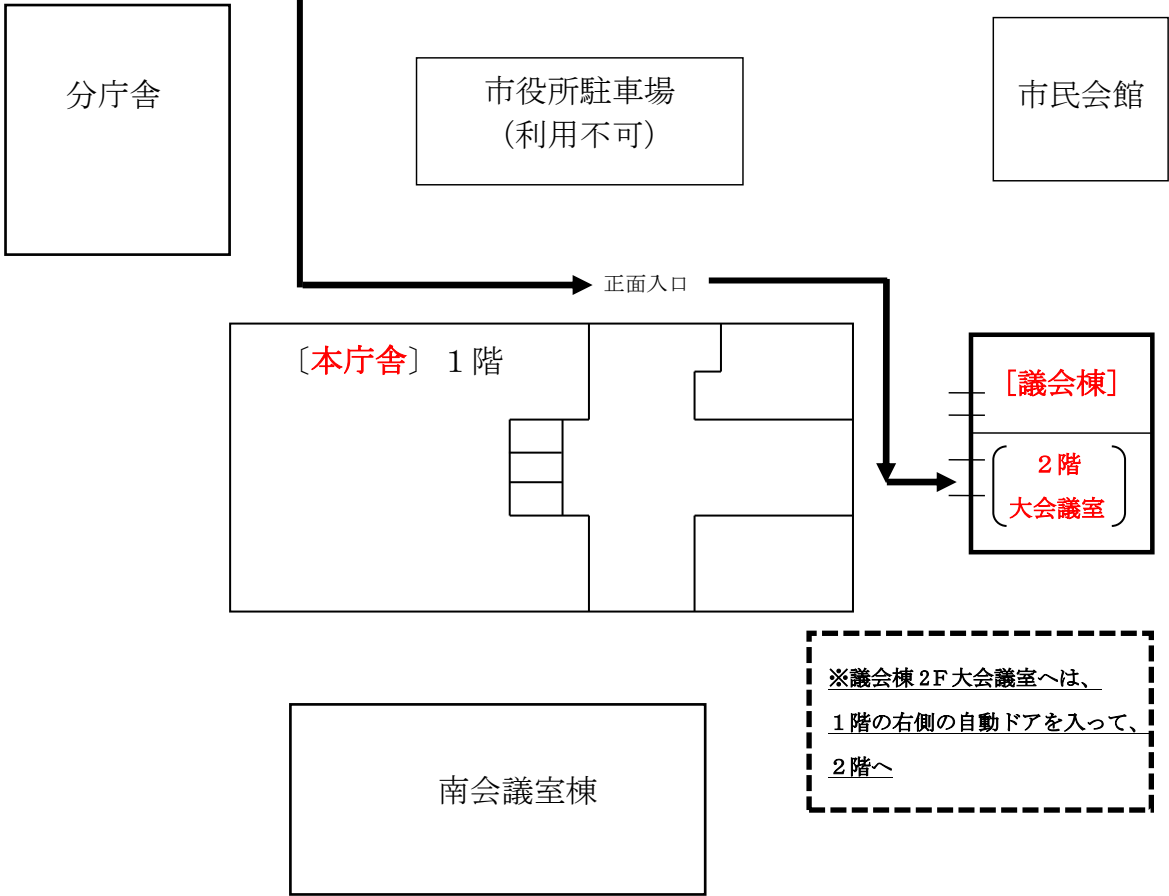 分庁舎
市役所駐車場
（利用不可）
市民会館
正面入口
〔本庁舎〕１階
［議会棟］
２階
大会議室
※議会棟２F大会議室へは、
１階の右側の自動ドアを入って、
２階へ
南会議室棟